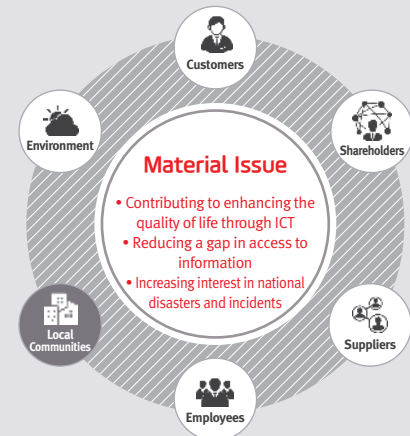 Customers
Environment
Shareholders
Material Issue
• Contributing to enhancing the
quality of life through ICT
• Reducing a gap in access to
information
• Increasing interest in national
disasters and incidents
Local
Communities
Suppliers
Employees